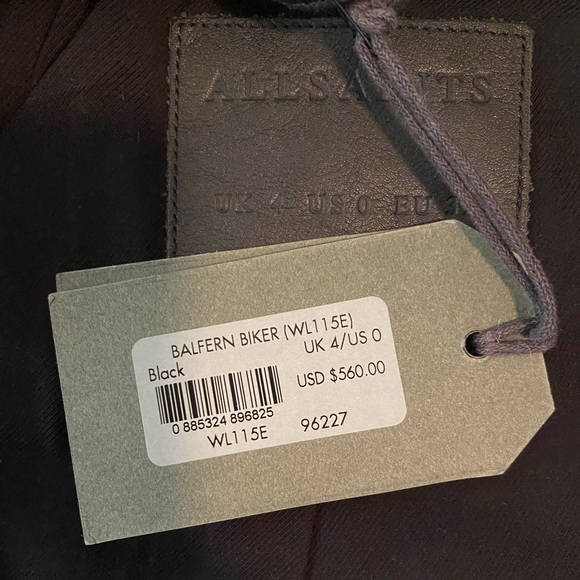 ALLSAINTS
UK 4 US 0 EU
BALFERN BIKER (WL115E)
UK 4/US 0
Black
USD $560.00
0 885324 896825
WL115E
96227